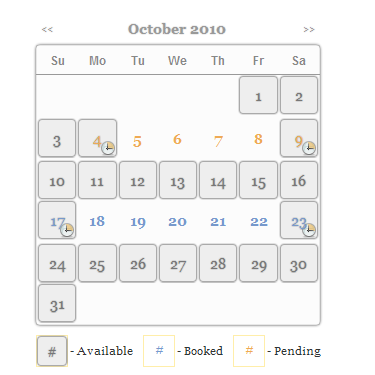 << October 2010 >>
Su Mo Tu We Th Fr Sa
1 2
3 4 5 6 7 8 9
10 11 12 13 14 15 16
17 18 19 20 21 22 23
24 25 26 27 28 29 30
31
# - Available # - Booked # - Pending